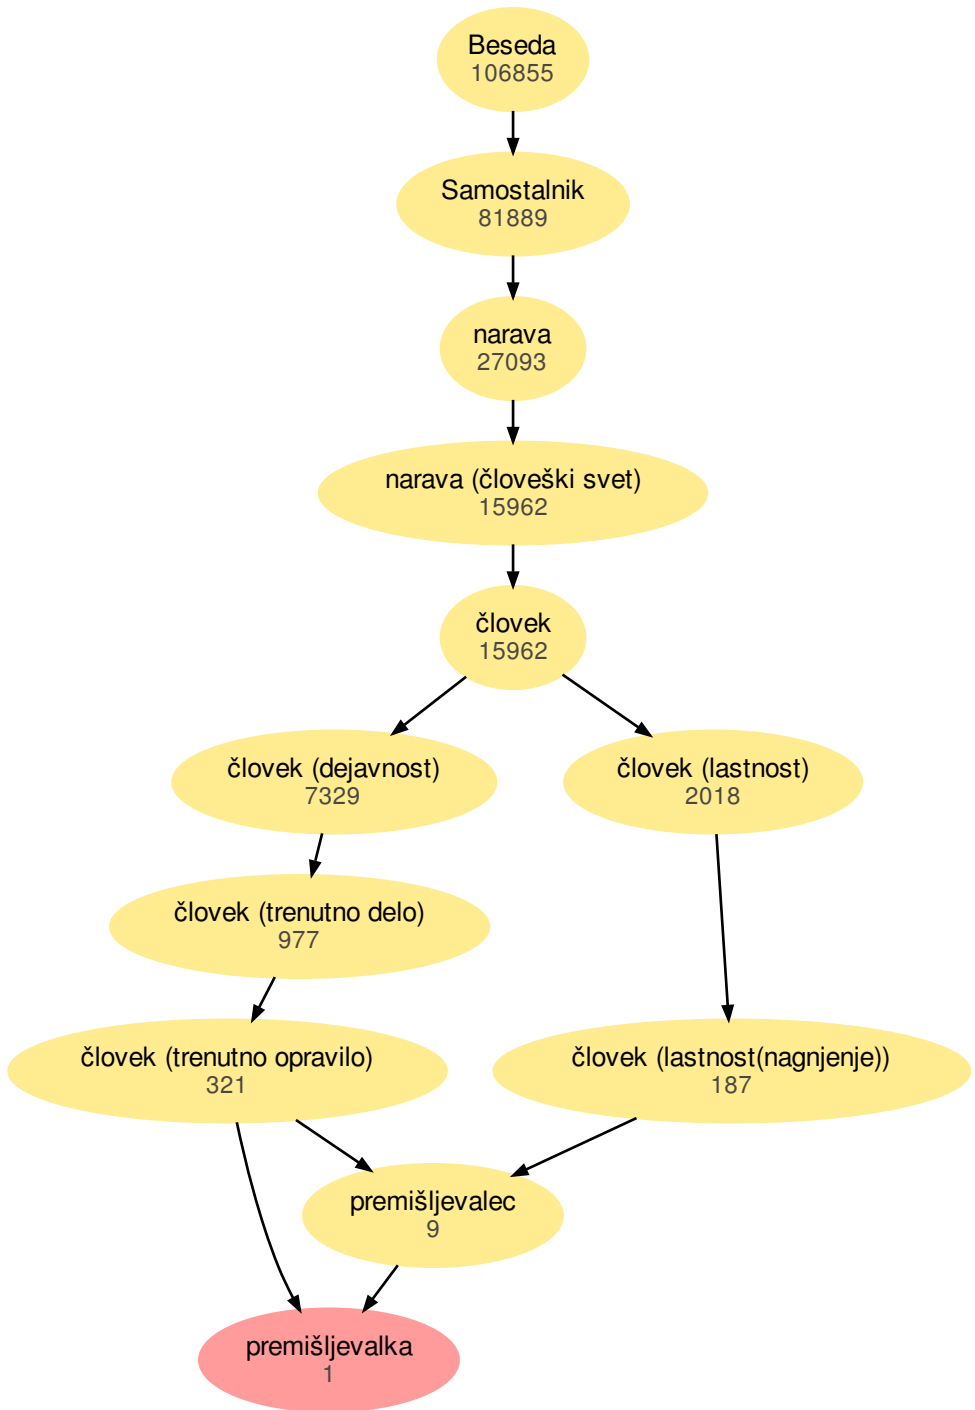 Beseda
106855
Samostalnik
81889
narava
27093
narava (človeški svet)
15962
človek
15962
človek (dejavnost)
7329
človek (lastnost)
2018
človek (trenutno delo)
977
človek (trenutno opravilo)
321
človek (lastnost(nagnjenje))
187
premišljevalec
9
premišljevalka
1